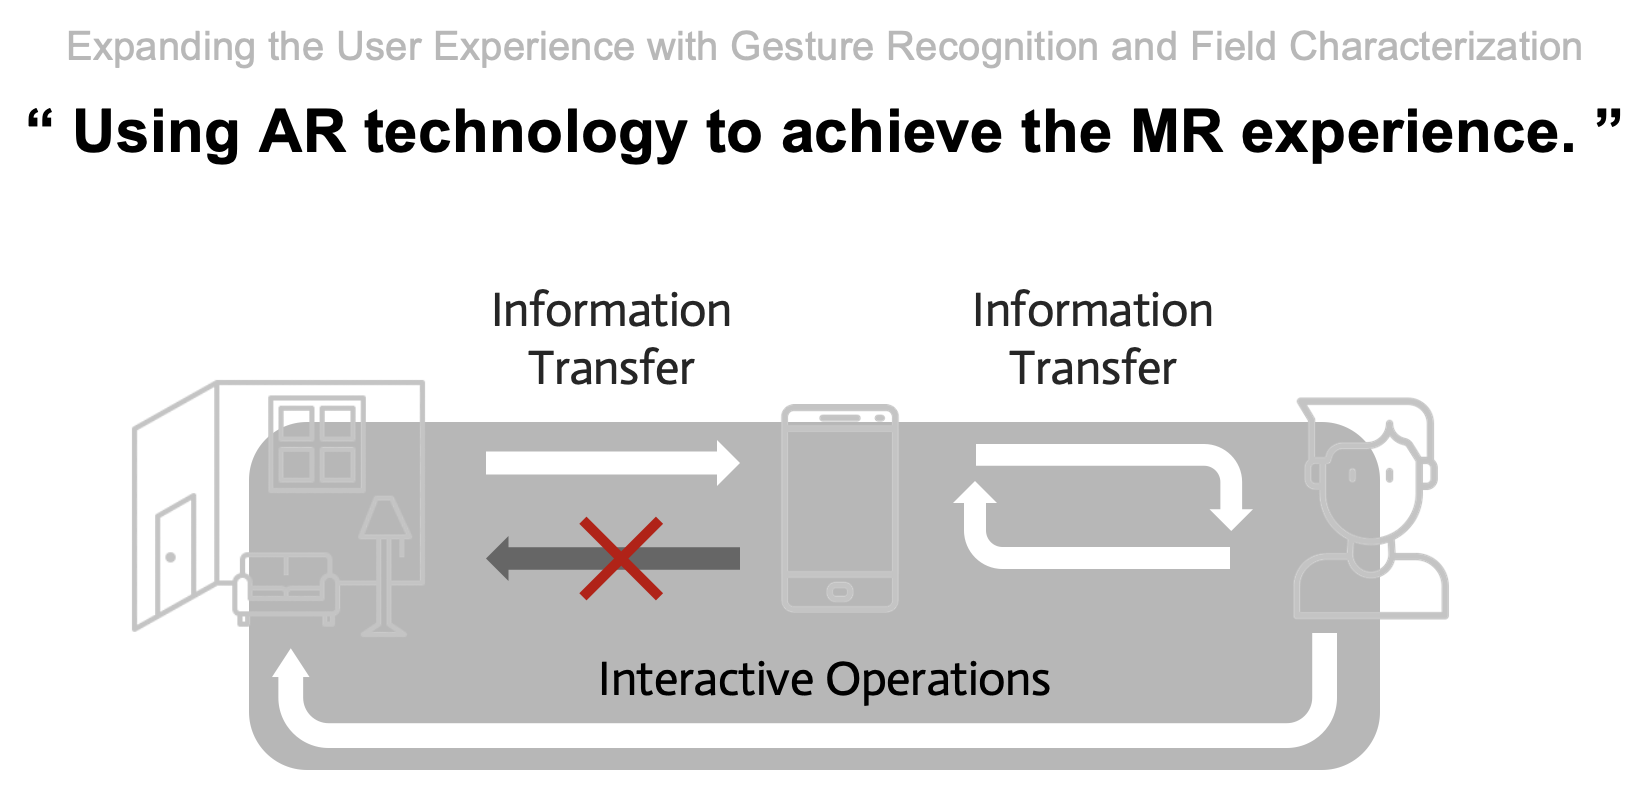 Expanding the User Experience with Gesture Recognition and Field Characterization
“ Using AR technology to achieve the MR experience. ”
Information
Transfer
Information
Transfer
Interactive Operations